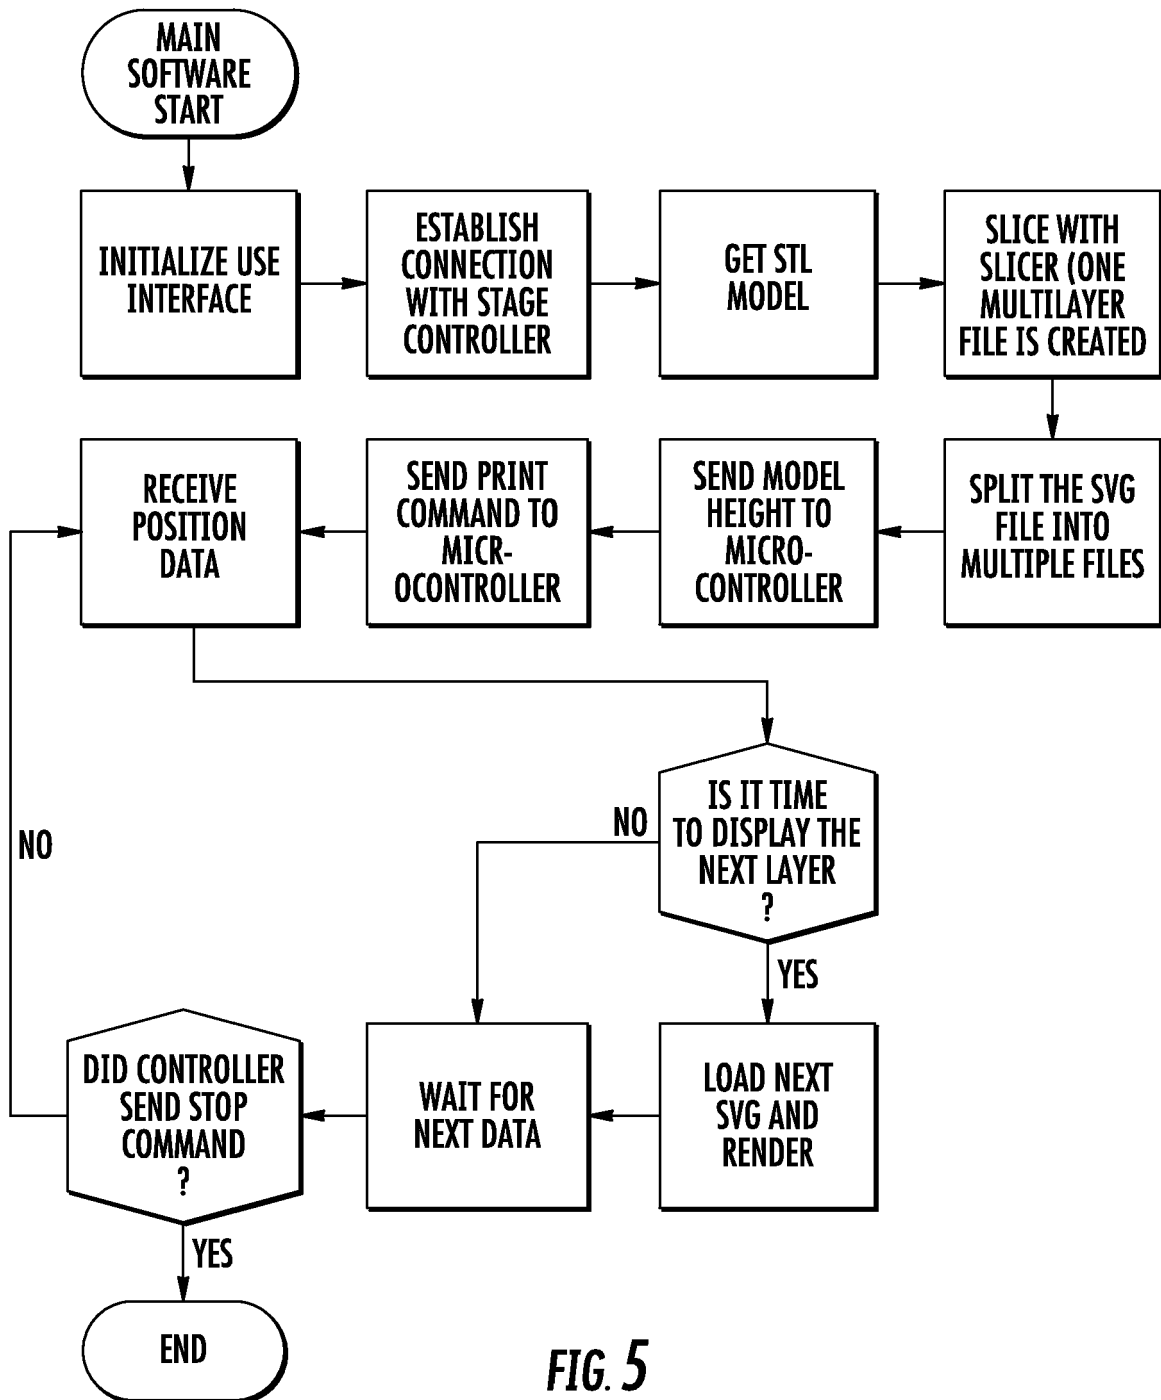 MAIN
SOFTWARE
START
INITIALIZE USE
INTERFACE
ESTABLISH
CONNECTION
WITH STAGE
CONTROLLER
GET STL
MODEL
SLICE WITH
SLICER (ONE
MULTILAYER
FILE IS CREATED
SPLIT THE SVG
FILE INTO
MULTIPLE FILES
SEND MODEL
HEIGHT TO
MICRO-
CONTROLLER
SEND PRINT
COMMAND TO
MICR-
OCONTROLLER
RECEIVE
POSITION
DATA
IS IT TIME
TO DISPLAY THE
NEXT LAYER
?
NO
YES
LOAD NEXT
SVG AND
RENDER
WAIT FOR
NEXT DATA
DID CONTROLLER
SEND STOP
COMMAND
?
NO
YES
END
FIG. 5